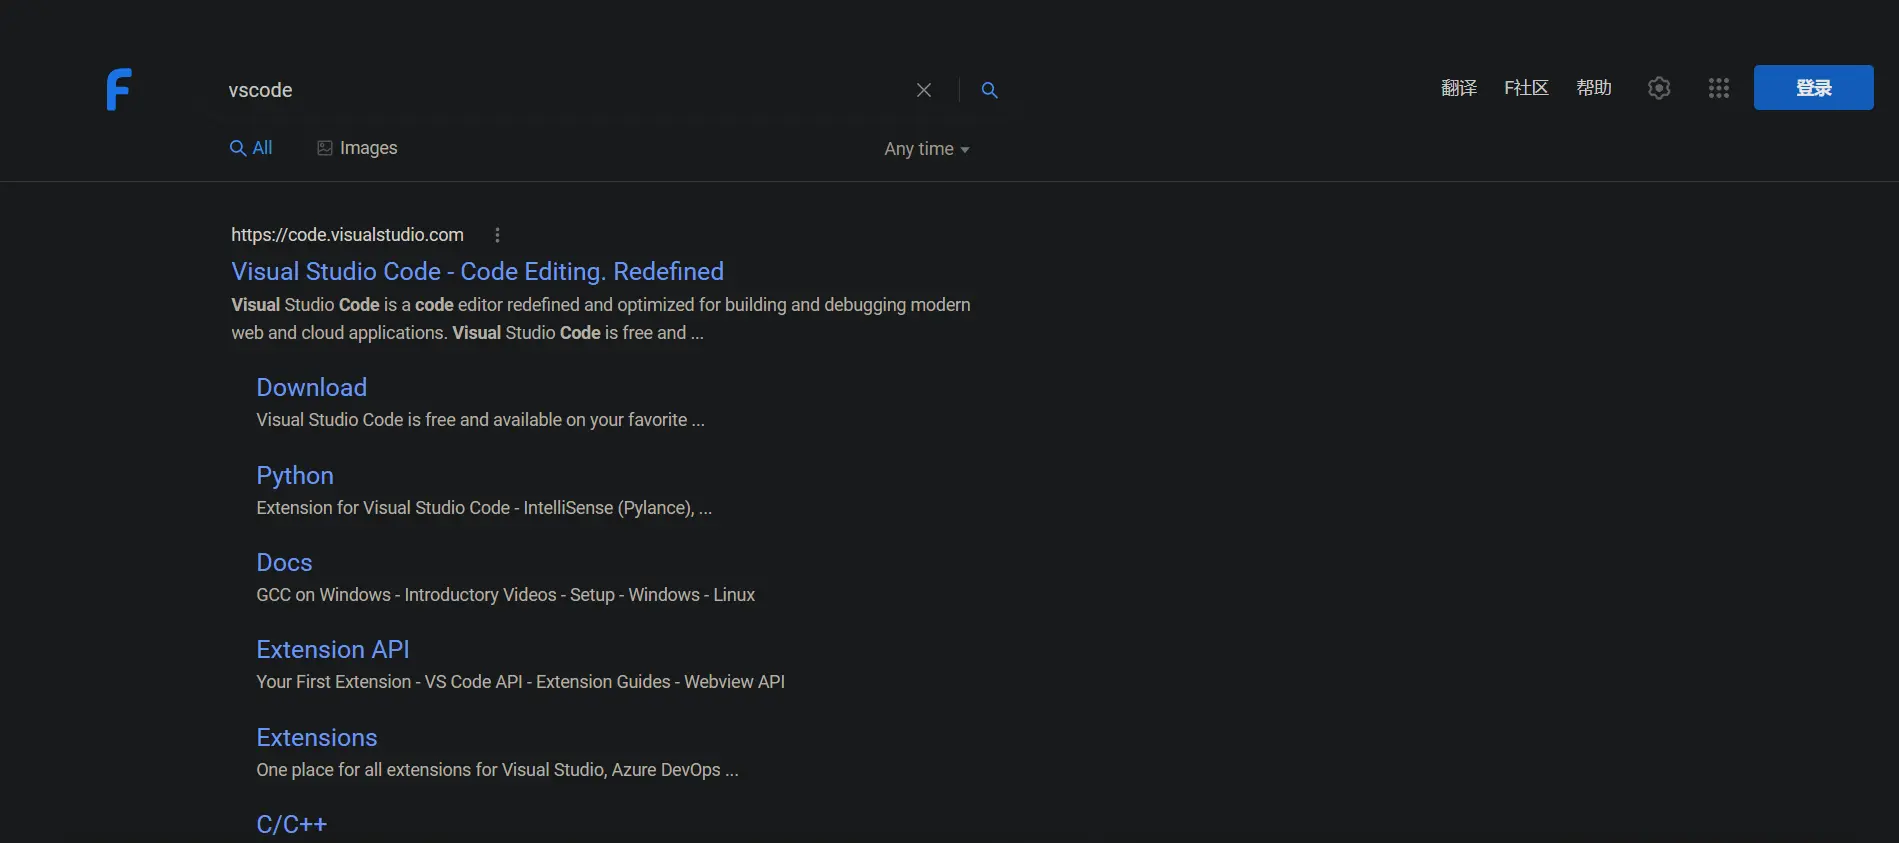 F
vscode
翻译 F社区 帮助 登录
All Images Any time
https://code.visualstudio.com
Visual Studio Code - Code Editing. Redefined
Visual Studio Code is a code editor redefined and optimized for building and debugging modern
web and cloud applications. Visual Studio Code is free and ...
Download
Visual Studio Code is free and available on your favorite ...
Python
Extension for Visual Studio Code - IntelliSense (Pylance), ...
Docs
GCC on Windows - Introductory Videos - Setup - Windows - Linux
Extension API
Your First Extension - VS Code API - Extension Guides - Webview API
Extensions
One place for all extensions for Visual Studio, Azure DevOps ...
C/C++